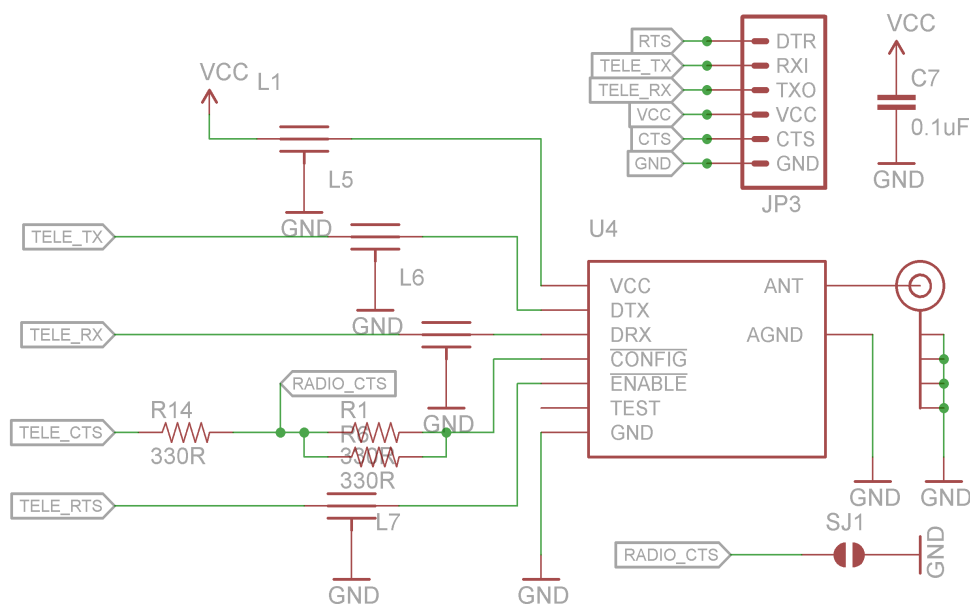 RTS
DTR
TELE_TX
RXI
TELE_RX
TXO
VCC
VCC
CTS
CTS
GND
GND
JP3
VCC
C7
0.1uF
GND
VCC
L1
L5
GND
TELE_TX
L6
GND
TELE_RX
GND
RADIO_CTS
TELE_CTS
R14
330R
R1
R6
330R
330R
TELE_RTS
L7
GND
GND
U4
VCC
DTX
DRX
CONFIG
ENABLE
TEST
GND
ANT
AGND
GND
GND
SJ1
RADIO_CTS
GND